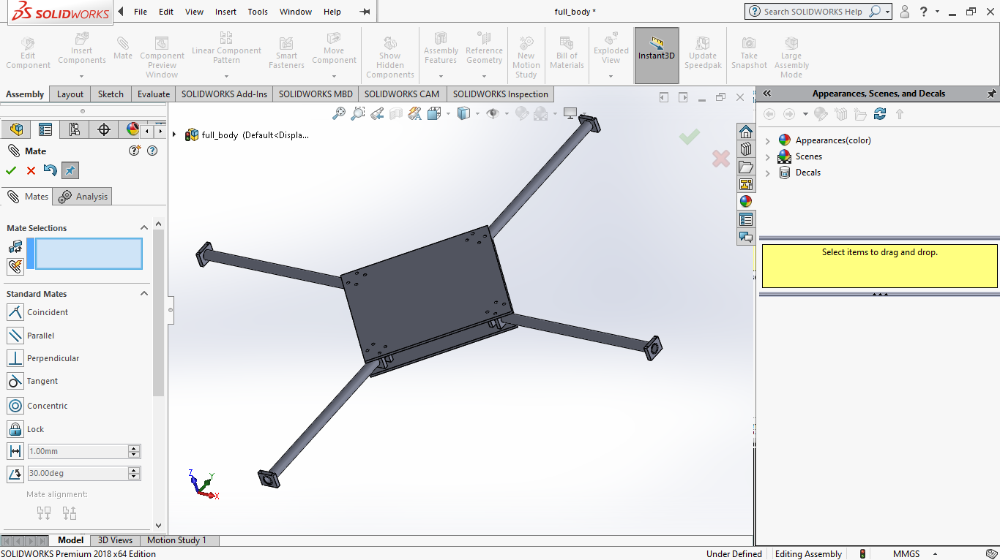 SOLIDWORKS
File Edit View Insert Tools Window Help
full_body *
Search SOLIDWORKS Help
?
Edit Component
Insert Components
Mate
Component Preview Window
Linear Component Pattern
Smart Fasteners
Move Component
Show Hidden Components
Assembly Features
Reference Geometry
New Motion Study
Bill of Materials
Exploded View
Instant3D
Update Speedpak
Take Snapshot
Large Assembly Mode
Assembly Layout Sketch Evaluate SOLIDWORKS Add-Ins SOLIDWORKS MBD SOLIDWORKS CAM SOLIDWORKS Inspection
Appearances, Scenes, and Decals
full_body (Default<Displa...
Appearances(color)
Scenes
Decals
Mate
Mates Analysis
Mate Selections
Select items to drag and drop.
Standard Mates
Coincident
Parallel
Perpendicular
Tangent
Concentric
Lock
1.00mm
30.00deg
Mate alignment:
Z
Y
X
Model 3D Views Motion Study 1
SOLIDWORKS Premium 2018 x64 Edition
Under Defined Editing Assembly MMGS